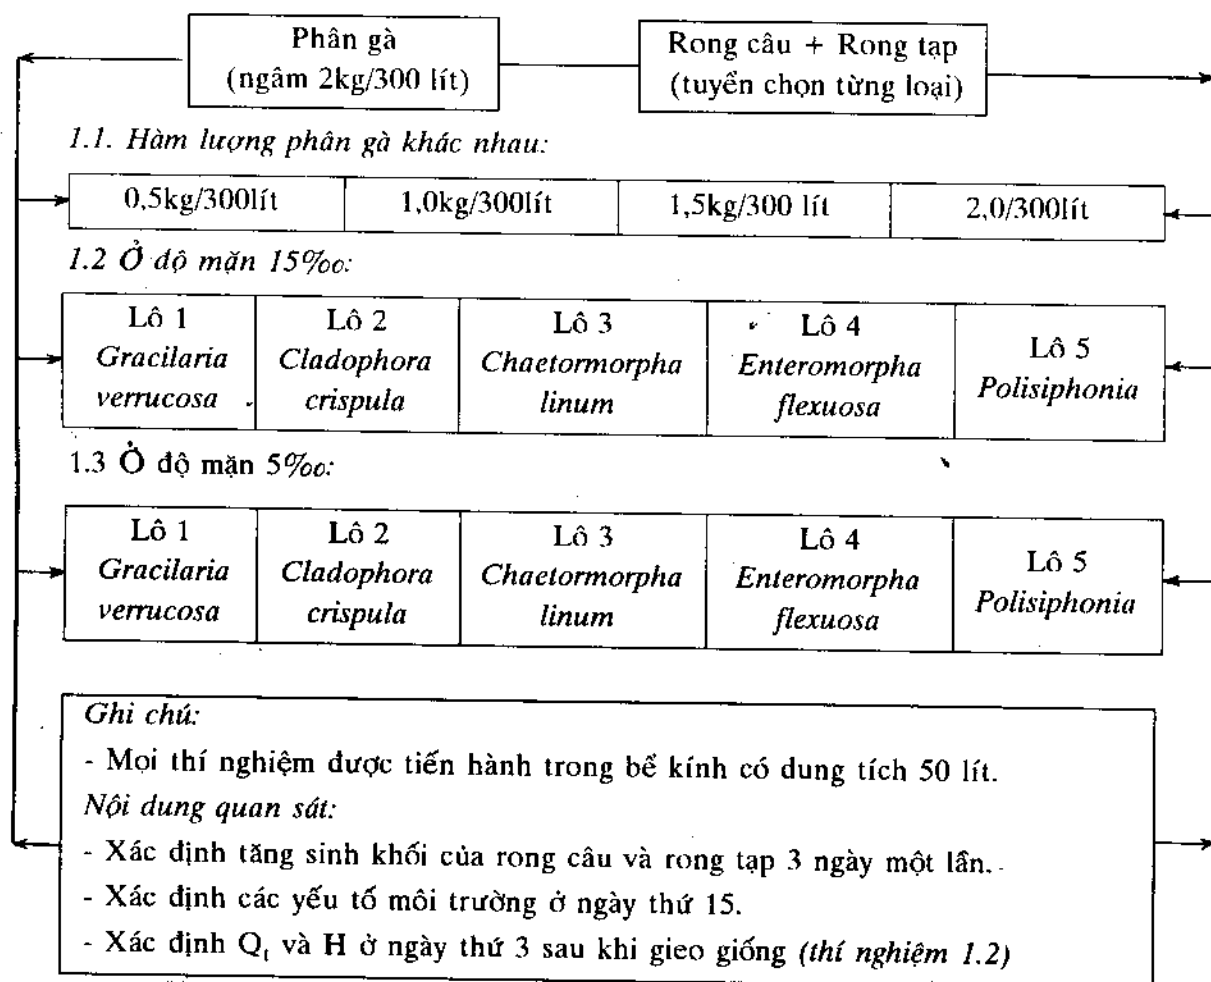 Phân gà
(ngâm 2kg/300 lít)
Rong câu + Rong tạp
(tuyển chọn từng loại)
1.1. Hàm lượng phân gà khác nhau:
0,5kg/300lít
1,0kg/300lít
1,5kg/300 lít
2,0/300lít
1.2 Ở độ mặn 15‰:
Lô 1
Gracilaria
verrucosa
Lô 2
Cladophora
crispula
Lô 3
Chaetormorpha
linum
Lô 4
Enteromorpha
flexuosa
Lô 5
Polisiphonia
1.3 Ở độ mặn 5‰:
Lô 1
Gracilaria
verrucosa
Lô 2
Cladophora
crispula
Lô 3
Chaetormorpha
linum
Lô 4
Enteromorpha
flexuosa
Lô 5
Polisiphonia
Ghi chú:
- Mọi thí nghiệm được tiến hành trong bể kính có dung tích 50 lít.
Nội dung quan sát:
- Xác định tăng sinh khối của rong câu và rong tạp 3 ngày một lần.
- Xác định các yếu tố môi trường ở ngày thứ 15.
- Xác định Qt và H ở ngày thứ 3 sau khi gieo giống (thí nghiệm 1.2)